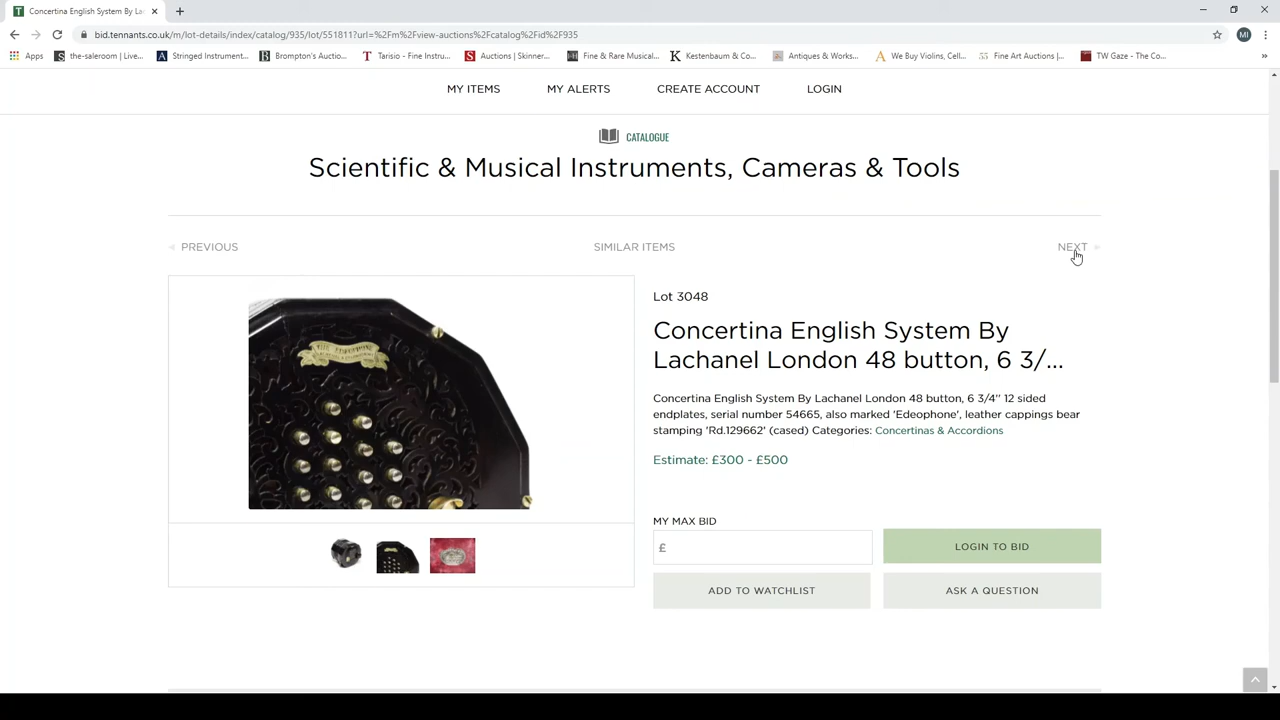 Concertina English System By La
bid.tennants.co.uk/m/lot-details/index/catalog/935/lot/551811?url=%2Fm%2Fview-auctions%2Fcatalog%2Fid%2F935
MI
Apps the-saleroom | Live... Stringed Instrument... Brompton's Auctio... Tarisio – Fine Instru... Auctions | Skinner... Fine & Rare Musical... Kestenbaum & Co... Antiques & Works... We Buy Violins, Cell... Fine Art Auctions |... TW Gaze - The Co...
MY ITEMS MY ALERTS CREATE ACCOUNT LOGIN
CATALOGUE
Scientific & Musical Instruments, Cameras & Tools
PREVIOUS SIMILAR ITEMS NEXT
Lot 3048
Concertina English System By
Lachanel London 48 button, 6 3/...
Concertina English System By Lachanel London 48 button, 6 3/4'' 12 sided
endplates, serial number 54665, also marked 'Edeophone', leather cappings bear
stamping 'Rd.129662' (cased) Categories: Concertinas & Accordions
Estimate: £300 - £500
MY MAX BID
£
LOGIN TO BID
ADD TO WATCHLIST
ASK A QUESTION